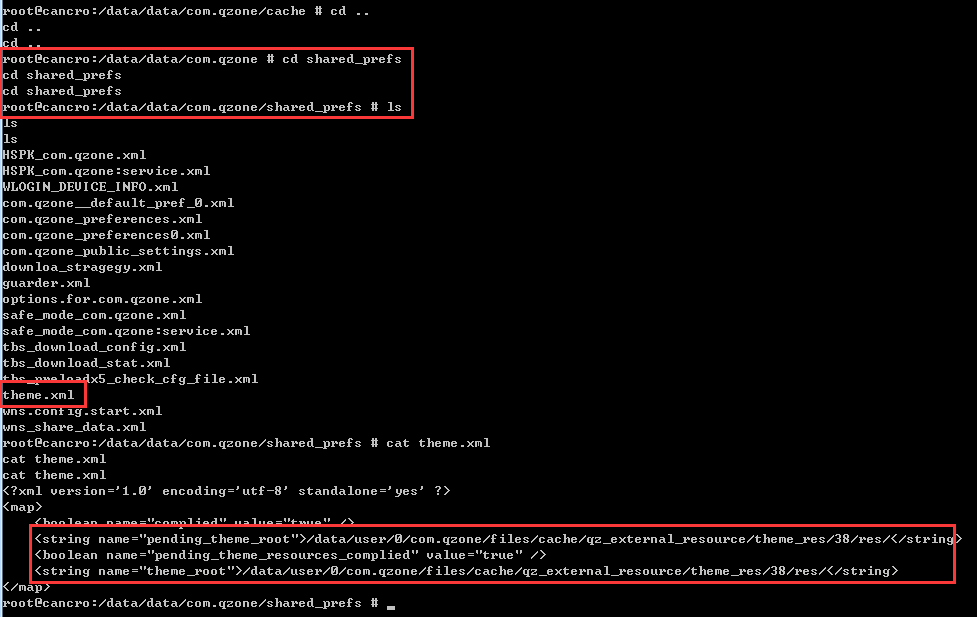 root@cancro:/data/data/com.qzone/cache # cd ..
cd ..
cd ..
root@cancro:/data/data/com.qzone # cd shared_prefs
cd shared_prefs
cd shared_prefs
root@cancro:/data/data/com.qzone/shared_prefs # ls
ls
ls
HSPK_com.qzone.xml
HSPK_com.qzone:service.xml
WLOGIN_DEVICE_INFO.xml
com.qzone__default_pref_0.xml
com.qzone_preferences.xml
com.qzone_preferences0.xml
com.qzone_public_settings.xml
downloa_stragegy.xml
guarder.xml
options.for.com.qzone.xml
safe_mode_com.qzone.xml
safe_mode_com.qzone:service.xml
tbs_download_config.xml
tbs_download_stat.xml
tbs_preloadx5_check_cfg_file.xml
theme.xml
wns.config.start.xml
wns_share_data.xml
root@cancro:/data/data/com.qzone/shared_prefs # cat theme.xml
cat theme.xml
cat theme.xml
<?xml version='1.0' encoding='utf-8' standalone='yes' ?>
<map>
    <boolean name="complied" value="true" />
    <string name="pending_theme_root">/data/user/0/com.qzone/files/cache/qz_external_resource/theme_res/38/res/</string>
    <boolean name="pending_theme_resources_complied" value="true" />
    <string name="theme_root">/data/user/0/com.qzone/files/cache/qz_external_resource/theme_res/38/res/</string>
</map>
root@cancro:/data/data/com.qzone/shared_prefs # _